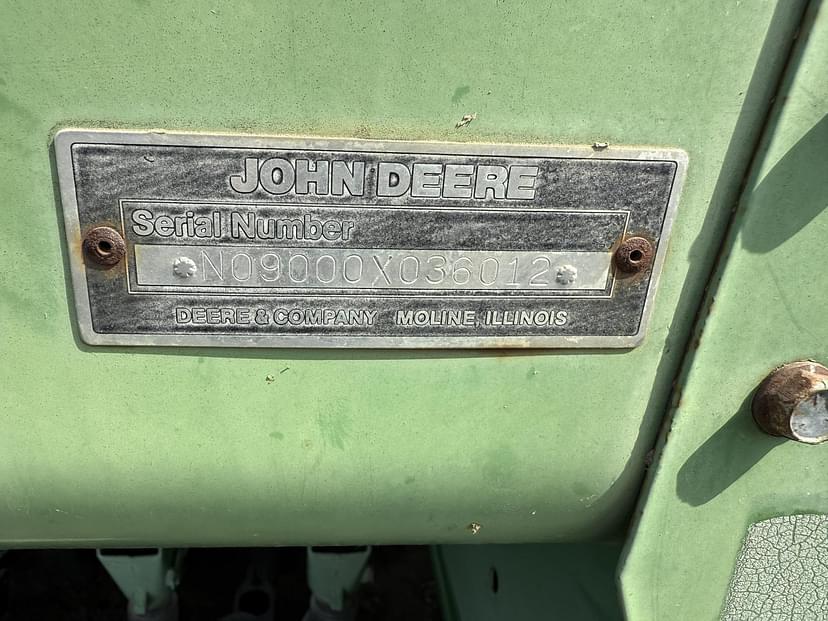 JOHN DEERE
Serial Number
N09000X036012
DEERE & COMPANY MOLINE, ILLINOIS